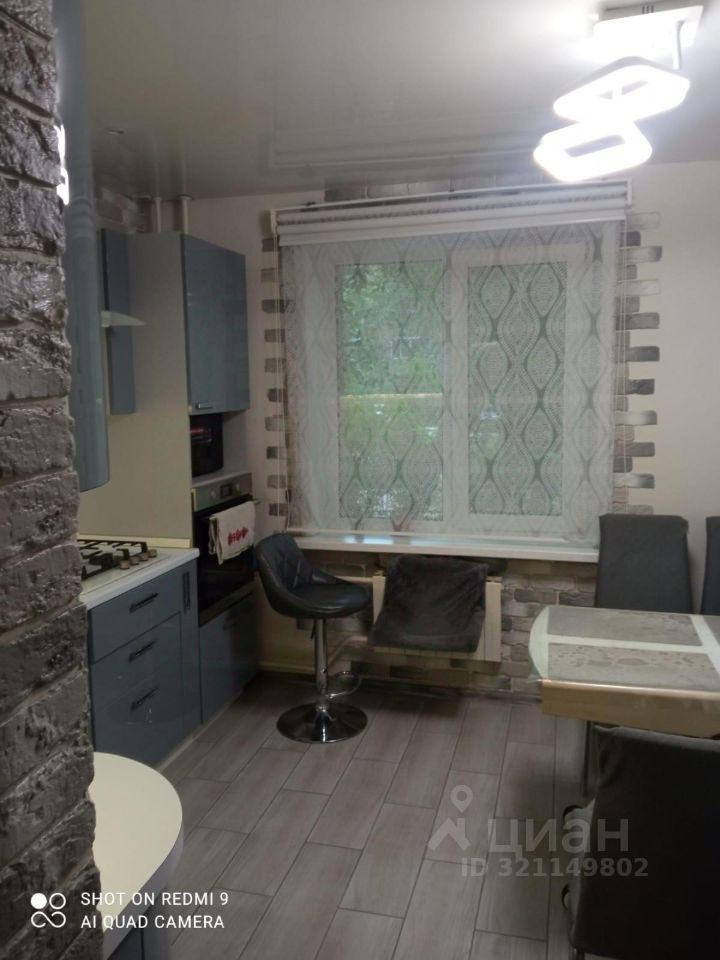 циан
ID 321149802
SHOT ON REDMI 9
AI QUAD CAMERA